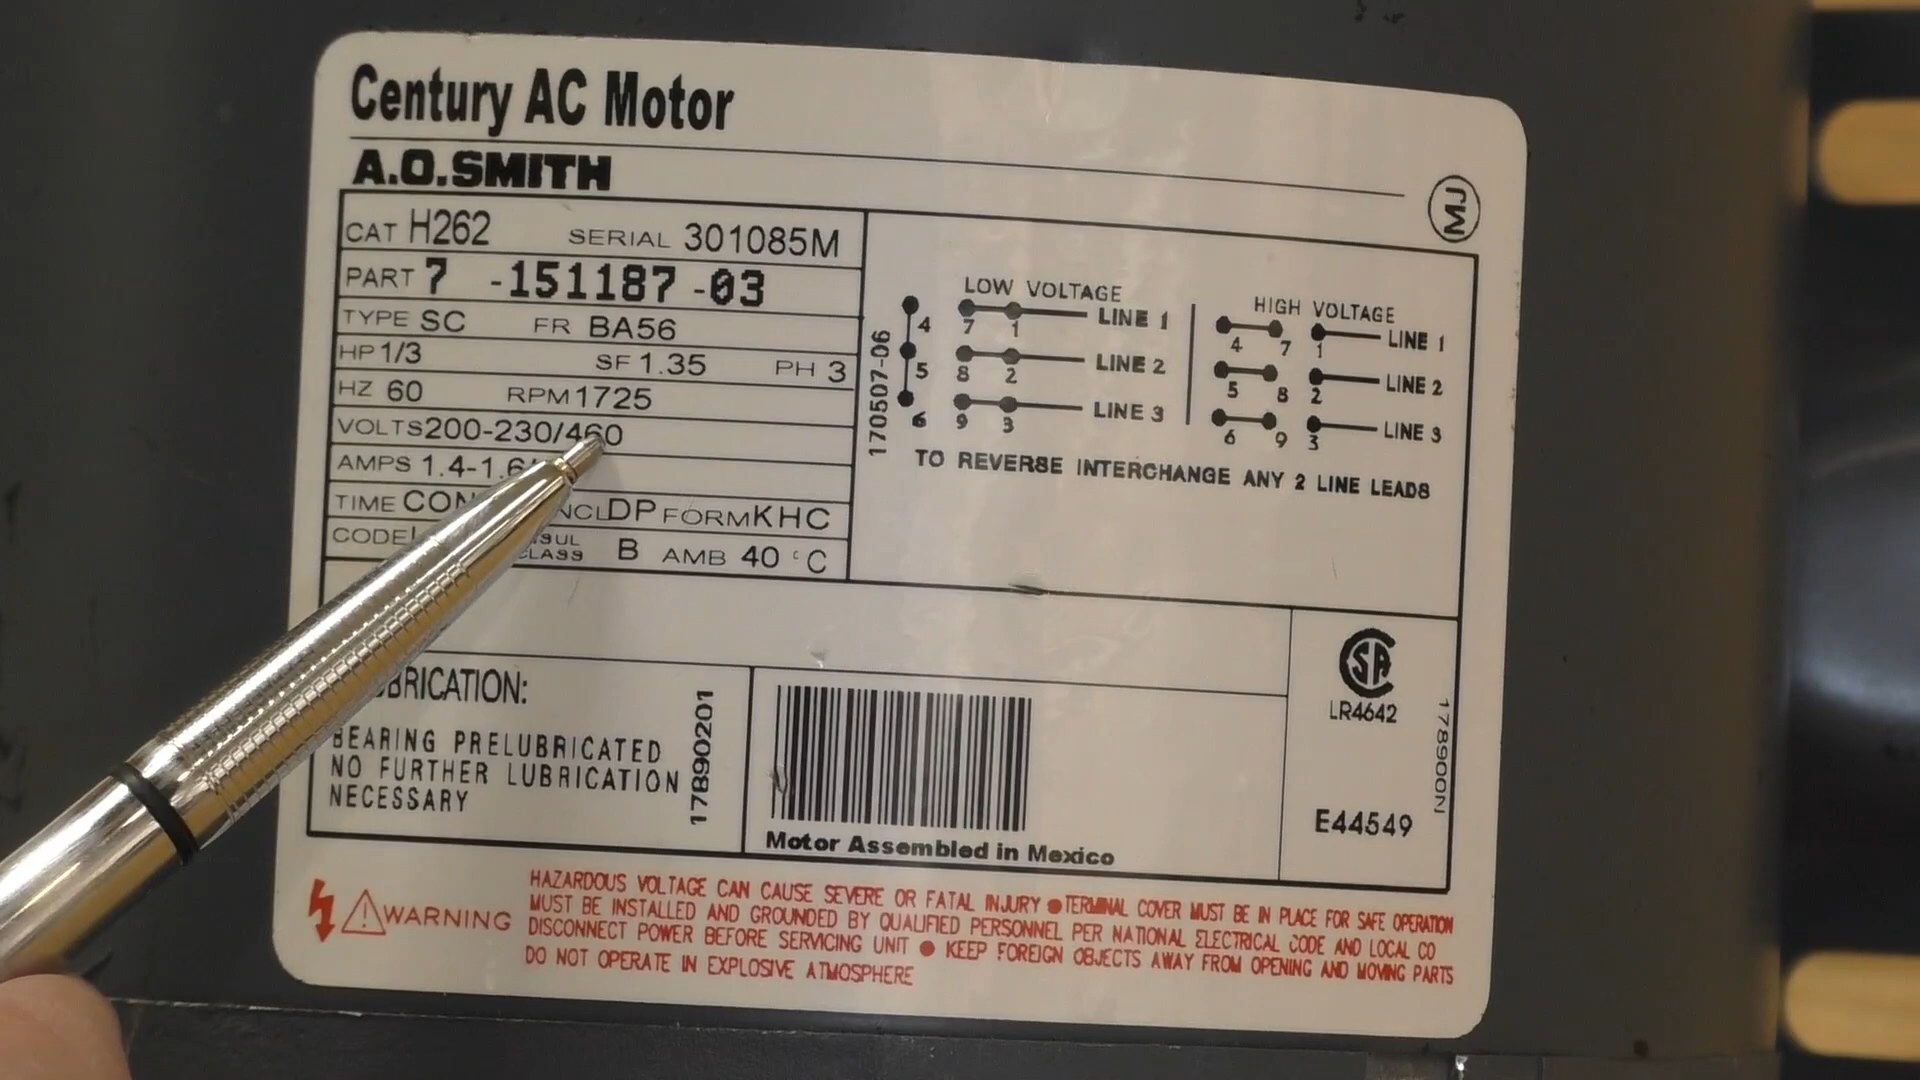 Century AC Motor
A.O.SMITH
MJ
CAT H262 SERIAL 301085M
PART 7 -151187 -03
TYPE SC FR BA56
HP 1/3 SF 1.35 PH 3
HZ 60 RPM 1725
VOLTS 200-230/460
AMPS 1.4-1.6/
TIME CON NCL DP FORM KHC
CODE B AMB 40 °C
170507-06
LOW VOLTAGE
4 7 1 LINE 1
5 8 2 LINE 2
6 9 3 LINE 3
HIGH VOLTAGE
4 7 1 LINE 1
5 8 2 LINE 2
6 9 3 LINE 3
TO REVERSE INTERCHANGE ANY 2 LINE LEADS
BRICATION:
BEARING PRELUBRICATED
NO FURTHER LUBRICATION
NECESSARY
17890201
Motor Assembled in Mexico
SA
LR4642
E44549
178900NJ
WARNING
HAZARDOUS VOLTAGE CAN CAUSE SEVERE OR FATAL INJURY ● TERMINAL COVER MUST BE IN PLACE FOR SAFE OPERATION
MUST BE INSTALLED AND GROUNDED BY QUALIFIED PERSONNEL PER NATIONAL ELECTRICAL CODE AND LOCAL CO
DISCONNECT POWER BEFORE SERVICING UNIT ● KEEP FOREIGN OBJECTS AWAY FROM OPENING AND MOVING PARTS
DO NOT OPERATE IN EXPLOSIVE ATMOSPHERE